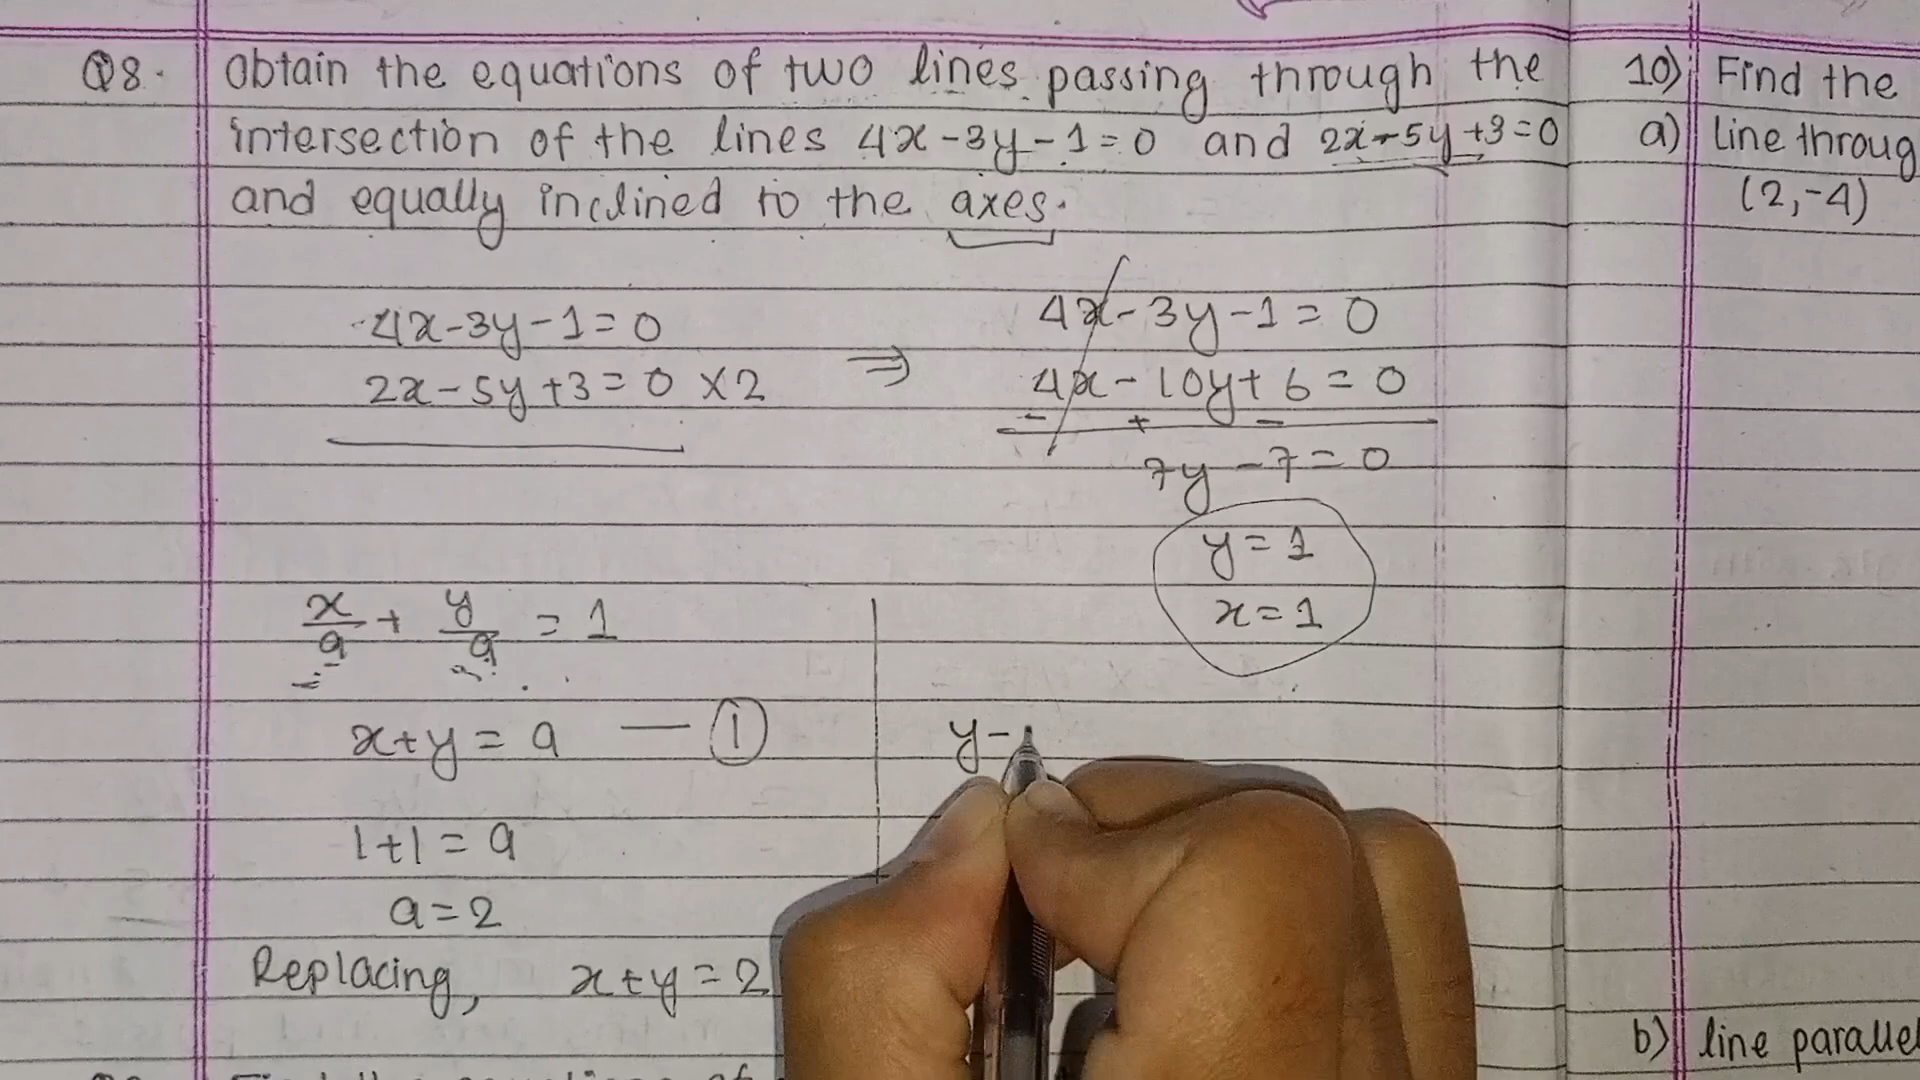 Q8. Obtain the equations of two lines passing through the
intersection of the lines 4x-3y-1=0 and 2x-5y+3=0
and equally inclined to the axes.
4x-3y-1=0
2x-5y+3=0 ×2
⇒
4x-3y-1=0
4x-10y+6=0
- + -
7y-7=0
y=1
x=1
x/a + y/a = 1
x+y=a — ①
1+1=a
a=2
Replacing, x+y=2
y-
10) Find the
a) line throug
(2,-4)
b) line parallel